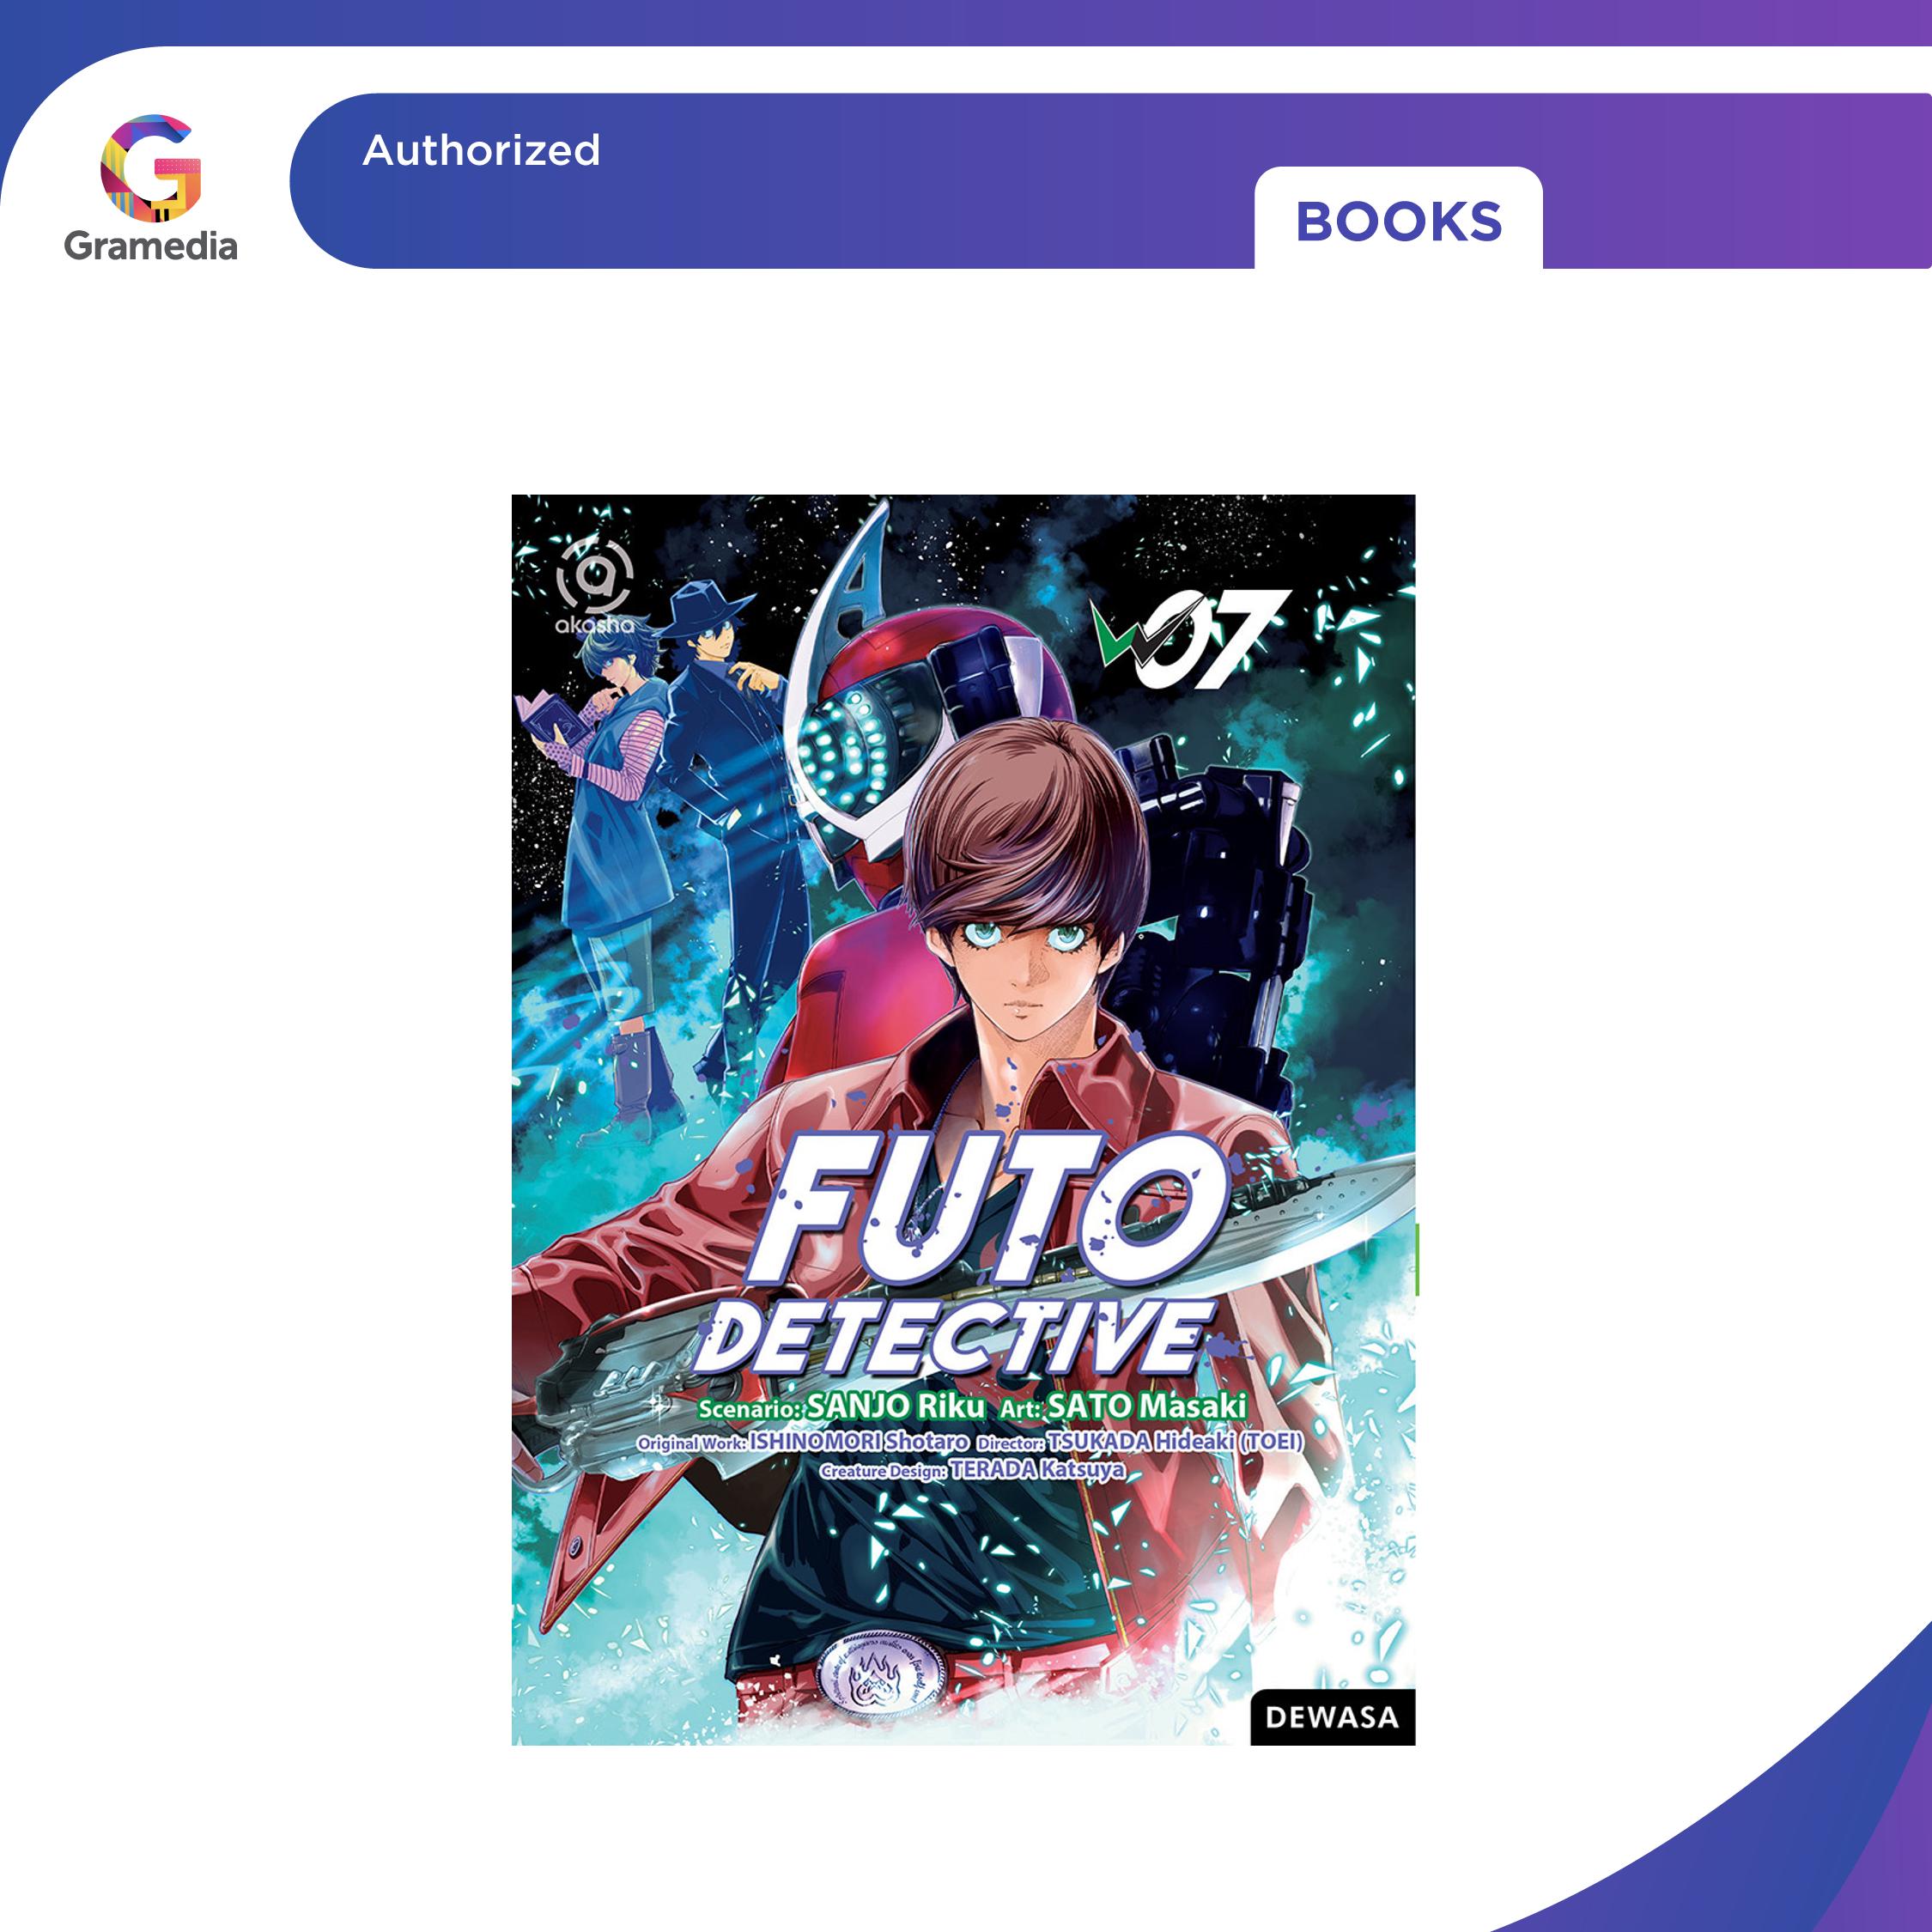 Authorized
Gramedia
BOOKS
akasha
W07
FUTO
DETECTIVE
Scenario: SANJO Riku Art: SATO Masaki
Original Work: ISHINOMORI Shotaro Director: TSUKADA Hideaki (TOEI)
Creature Design: TERADA Katsuya
DEWASA